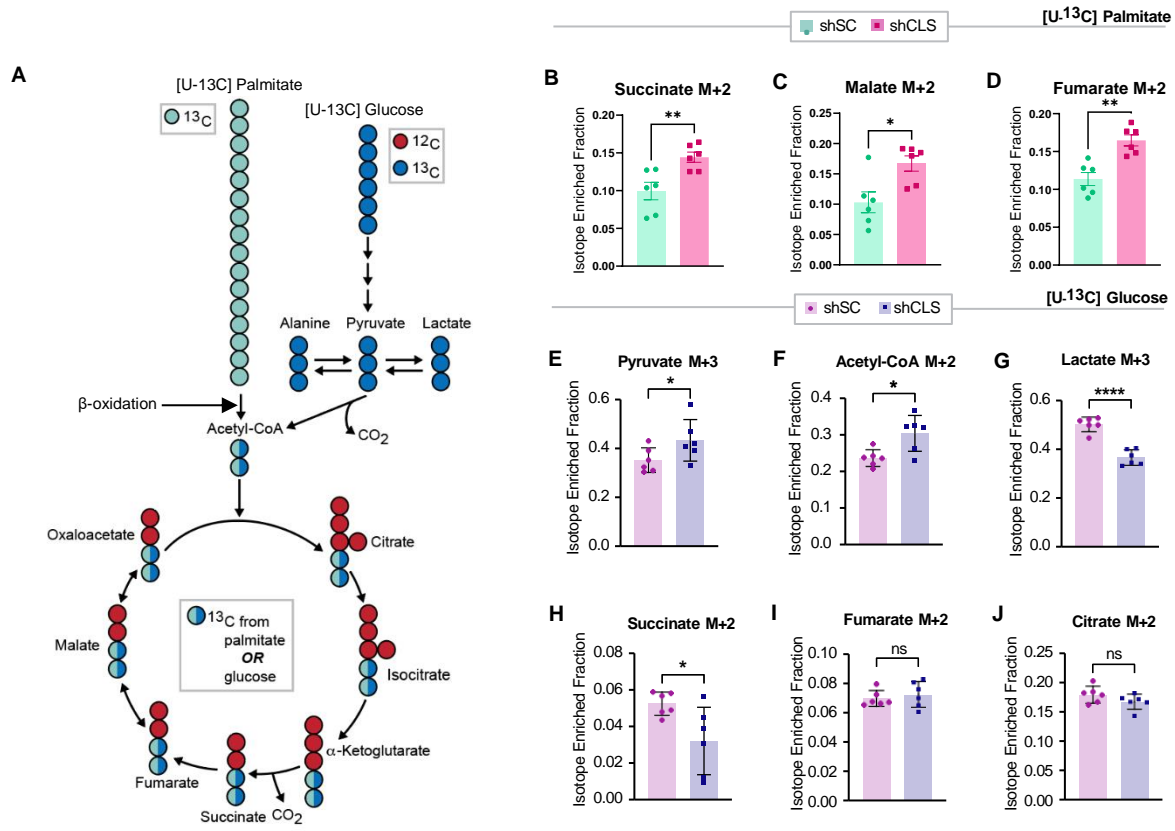 shSC shCLS
[U-13C] Palmitate
A
[U-13C] Palmitate
13C
[U-13C] Glucose
12C
13C
Alanine Pyruvate Lactate
β-oxidation
Acetyl-CoA
CO2
Oxaloacetate
Citrate
Malate
13C from
palmitate
OR
glucose
Isocitrate
α-Ketoglutarate
Fumarate
Succinate
CO2
B
Succinate M+2
**
Isotope Enriched Fraction
0.20
0.15
0.10
0.05
0.00
C
Malate M+2
*
Isotope Enriched Fraction
0.20
0.15
0.10
0.05
0.00
D
Fumarate M+2
**
Isotope Enriched Fraction
0.20
0.15
0.10
0.05
0.00
shSC shCLS
[U-13C] Glucose
E
Pyruvate M+3
*
Isotope Enriched Fraction
0.6
0.4
0.2
0.0
F
Acetyl-CoA M+2
*
Isotope Enriched Fraction
0.4
0.3
0.2
0.1
0.0
G
Lactate M+3
****
Isotope Enriched Fraction
0.6
0.4
0.2
0.0
H
Succinate M+2
*
Isotope Enriched Fraction
0.08
0.06
0.04
0.02
0.00
I
Fumarate M+2
ns
Isotope Enriched Fraction
0.10
0.08
0.06
0.04
0.02
0.00
J
Citrate M+2
ns
Isotope Enriched Fraction
0.25
0.20
0.15
0.10
0.05
0.00